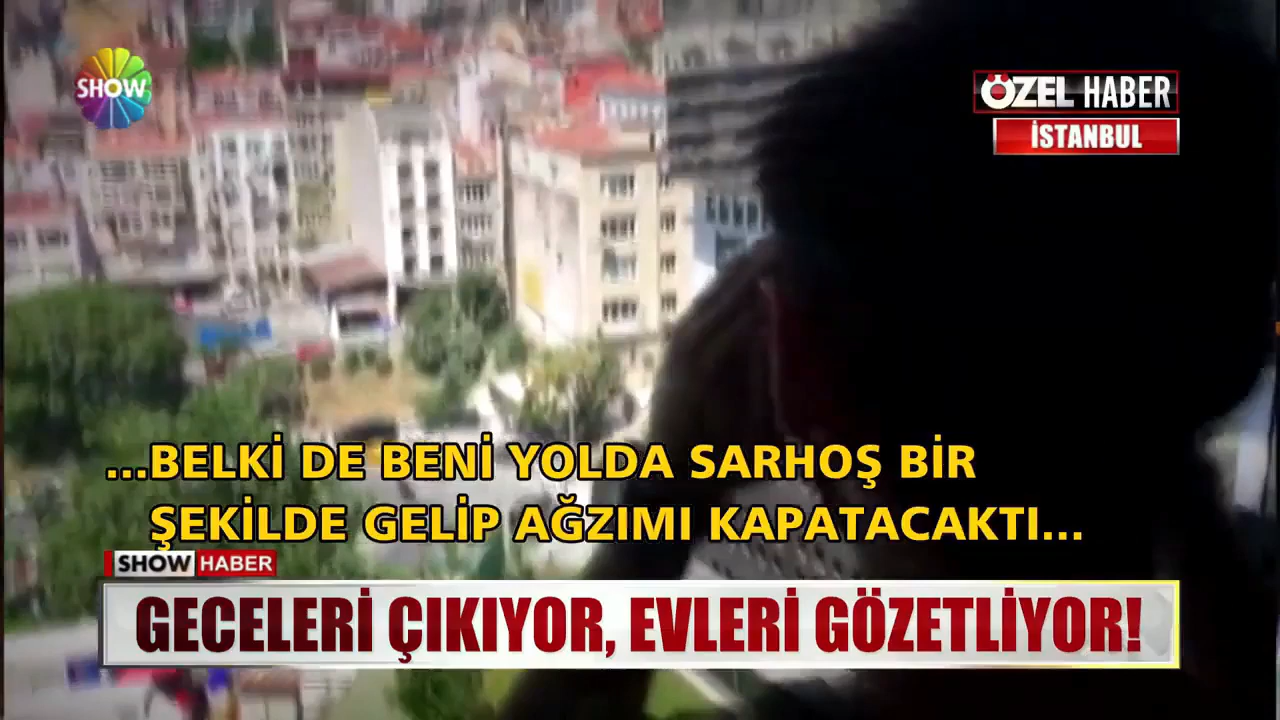 SHOW
ÖZEL HABER
İSTANBUL
...BELKİ DE BENİ YOLDA SARHOŞ BİR
ŞEKİLDE GELİP AĞZIMI KAPATACAKTI...
SHOW HABER
GECELERİ ÇIKIYOR, EVLERİ GÖZETLİYOR!